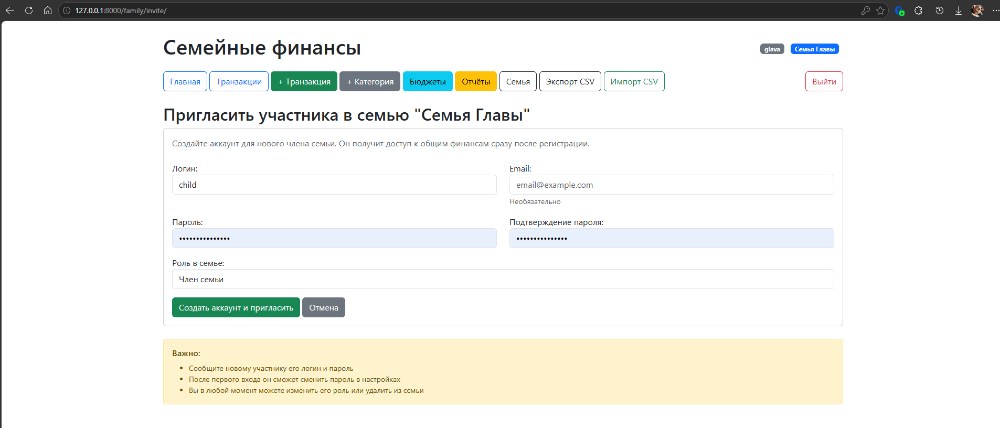 127.0.0.1:8000/family/invite/
Семейные финансы
glava Семья Главы
Главная Транзакции + Транзакция + Категория Бюджеты Отчёты Семья Экспорт CSV Импорт CSV Выйти
Пригласить участника в семью "Семья Главы"
Создайте аккаунт для нового члена семьи. Он получит доступ к общим финансам сразу после регистрации.
Логин: Email:
child email@example.com
Необязательно
Пароль: Подтверждение пароля:
••••••••••••••• •••••••••••••••
Роль в семье:
Член семьи
Создать аккаунт и пригласить Отмена
Важно:
• Сообщите новому участнику его логин и пароль
• После первого входа он сможет сменить пароль в настройках
• Вы в любой момент можете изменить его роль или удалить из семьи